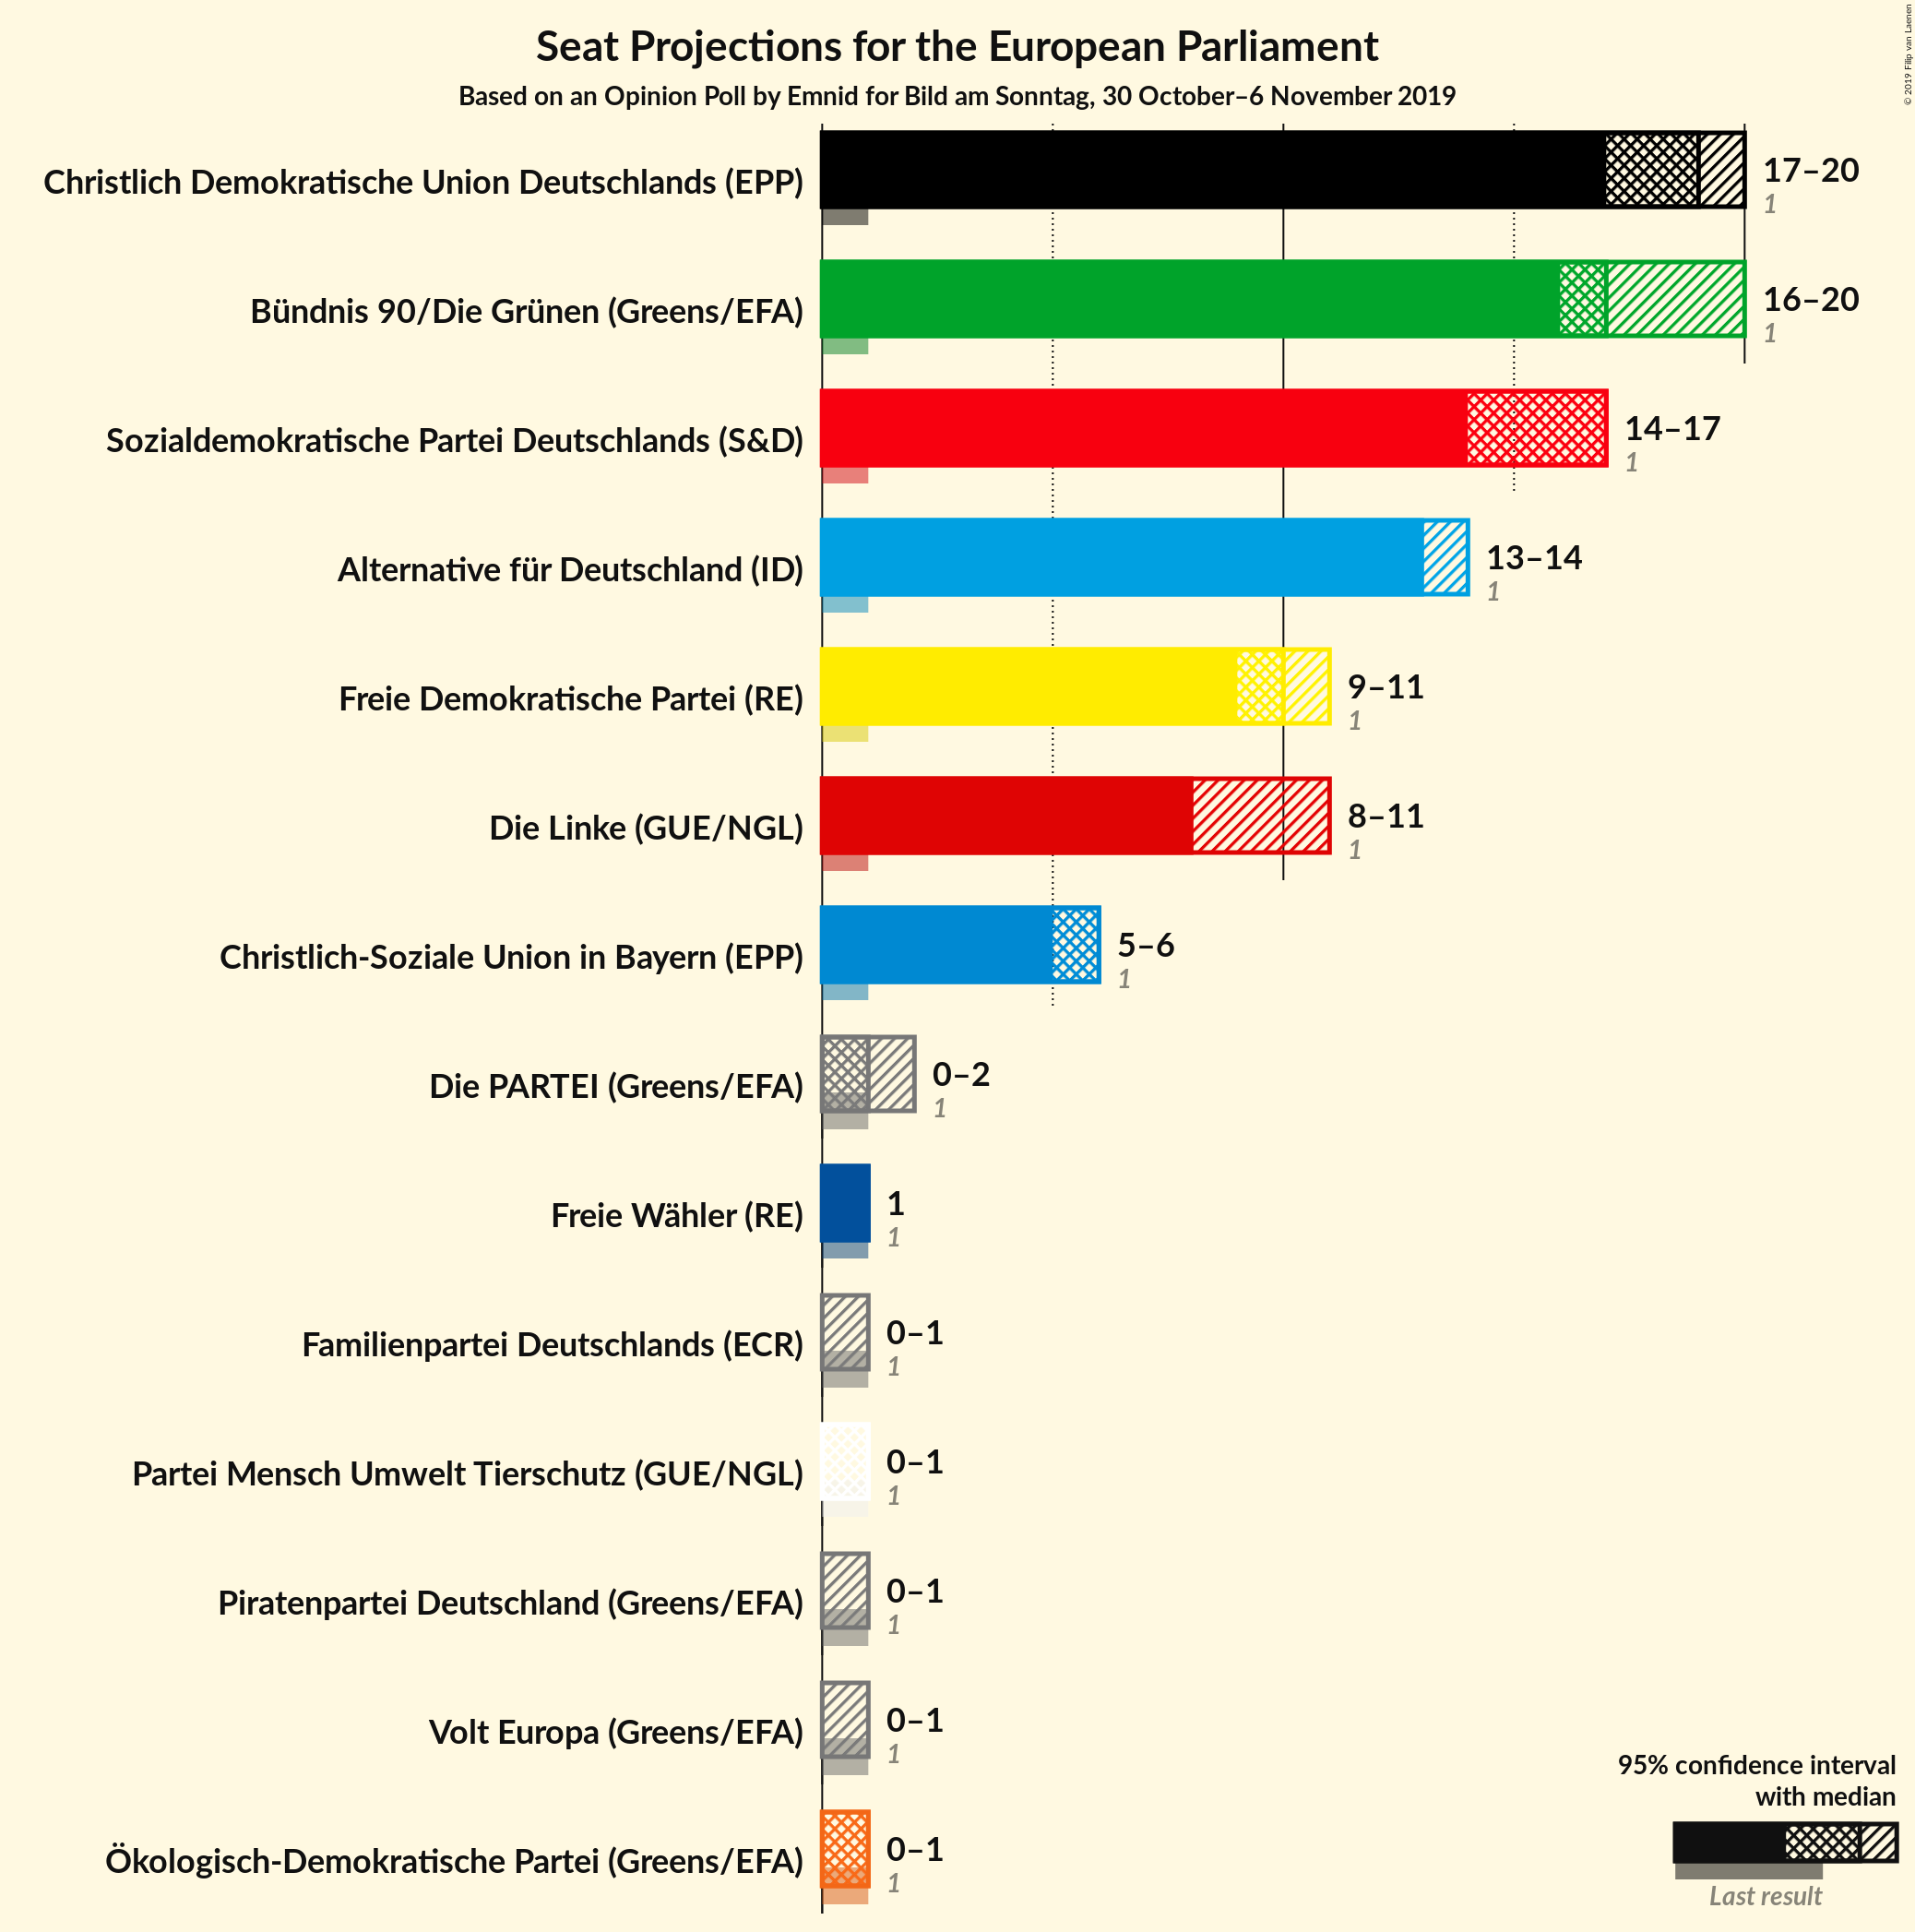 Seat Projections for the European Parliament
Based on an Opinion Poll by Emnid for Bild am Sonntag, 30 October–6 November 2019
© 2019 Filip van Laenen
Christlich Demokratische Union Deutschlands (EPP)
17–20
1
Bündnis 90/Die Grünen (Greens/EFA)
16–20
1
Sozialdemokratische Partei Deutschlands (S&D)
14–17
1
Alternative für Deutschland (ID)
13–14
1
Freie Demokratische Partei (RE)
9–11
1
Die Linke (GUE/NGL)
8–11
1
Christlich-Soziale Union in Bayern (EPP)
5–6
1
Die PARTEI (Greens/EFA)
0–2
1
Freie Wähler (RE)
1
1
Familienpartei Deutschlands (ECR)
0–1
1
Partei Mensch Umwelt Tierschutz (GUE/NGL)
0–1
1
Piratenpartei Deutschland (Greens/EFA)
0–1
1
Volt Europa (Greens/EFA)
0–1
1
Ökologisch-Demokratische Partei (Greens/EFA)
0–1
1
95% confidence interval
with median
Last result